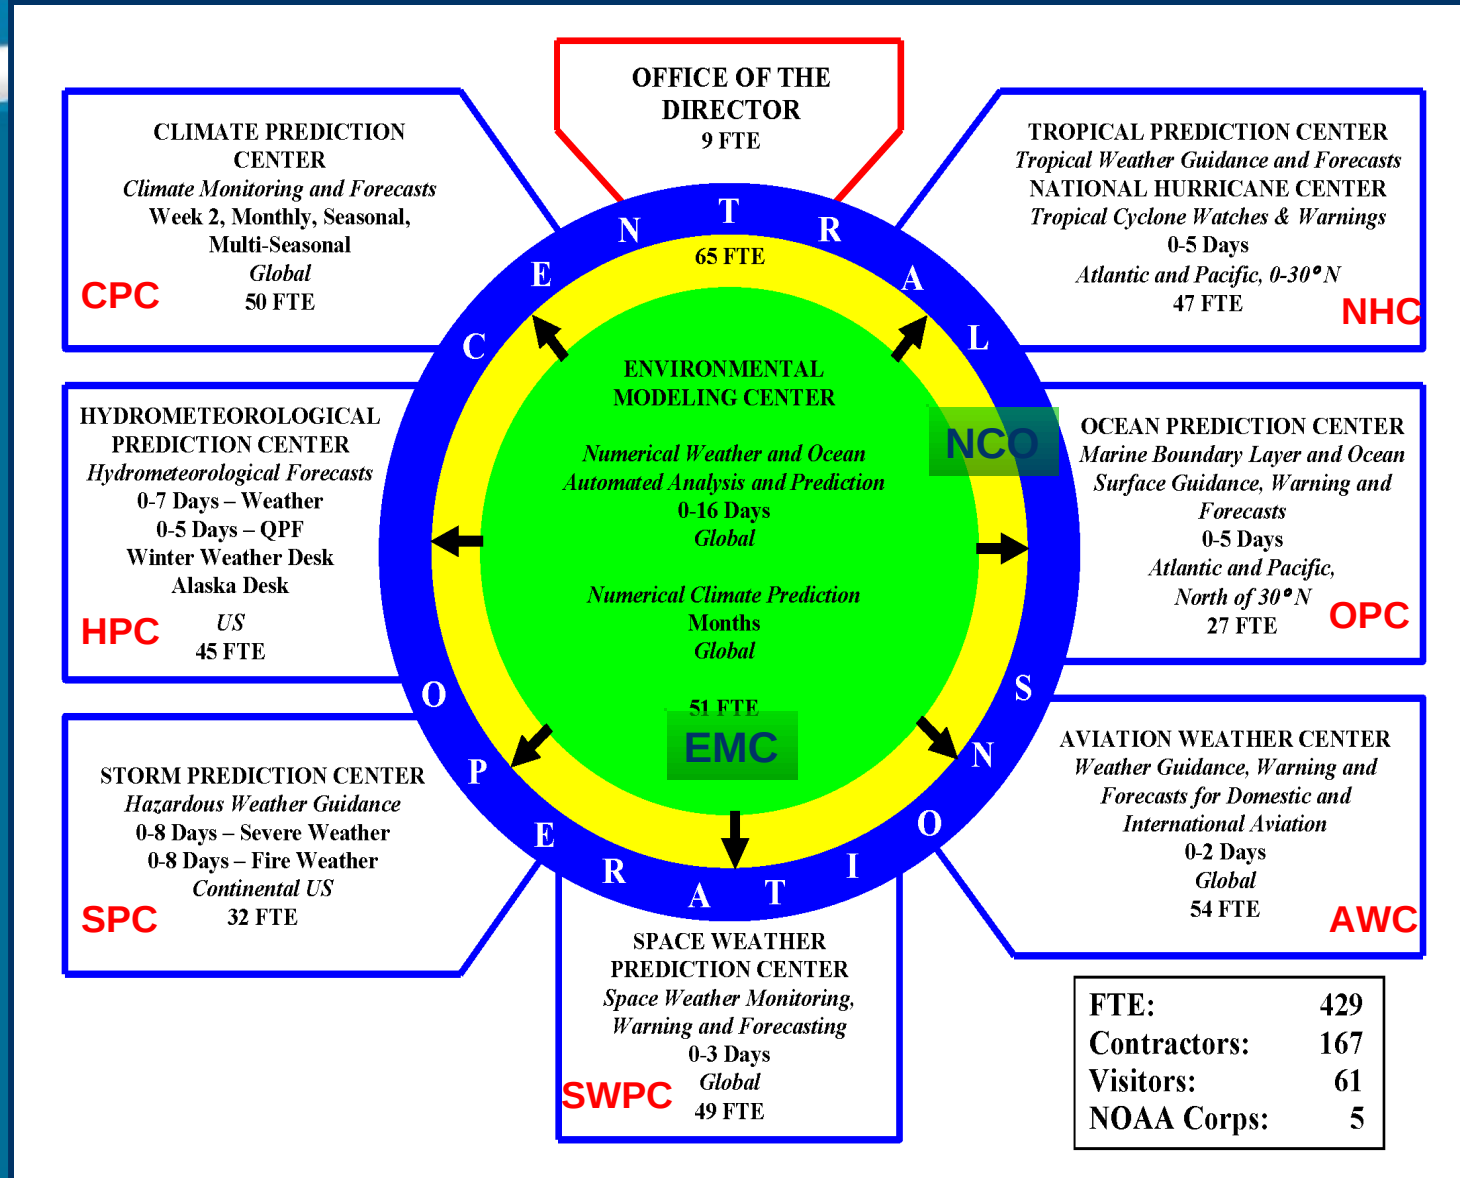 OFFICE OF THE
DIRECTOR
9 FTE
CLIMATE PREDICTION
CENTER
Climate Monitoring and Forecasts
Week 2, Monthly, Seasonal,
Multi-Seasonal
Global
50 FTE
CPC
TROPICAL PREDICTION CENTER
Tropical Weather Guidance and Forecasts
NATIONAL HURRICANE CENTER
Tropical Cyclone Watches & Warnings
0-5 Days
Atlantic and Pacific, 0-30° N
47 FTE
NHC
CENTRAL OPERATIONS
65 FTE
ENVIRONMENTAL
MODELING CENTER
Numerical Weather and Ocean
Automated Analysis and Prediction
0-16 Days
Global
Numerical Climate Prediction
Months
Global
51 FTE
EMC
NCO
HYDROMETEOROLOGICAL
PREDICTION CENTER
Hydrometeorological Forecasts
0-7 Days – Weather
0-5 Days – QPF
Winter Weather Desk
Alaska Desk
US
45 FTE
HPC
OCEAN PREDICTION CENTER
Marine Boundary Layer and Ocean
Surface Guidance, Warning and
Forecasts
0-5 Days
Atlantic and Pacific,
North of 30° N
27 FTE
OPC
STORM PREDICTION CENTER
Hazardous Weather Guidance
0-8 Days – Severe Weather
0-8 Days – Fire Weather
Continental US
32 FTE
SPC
AVIATION WEATHER CENTER
Weather Guidance, Warning and
Forecasts for Domestic and
International Aviation
0-2 Days
Global
54 FTE
AWC
SPACE WEATHER
PREDICTION CENTER
Space Weather Monitoring,
Warning and Forecasting
0-3 Days
Global
49 FTE
SWPC
FTE: 429
Contractors: 167
Visitors: 61
NOAA Corps: 5